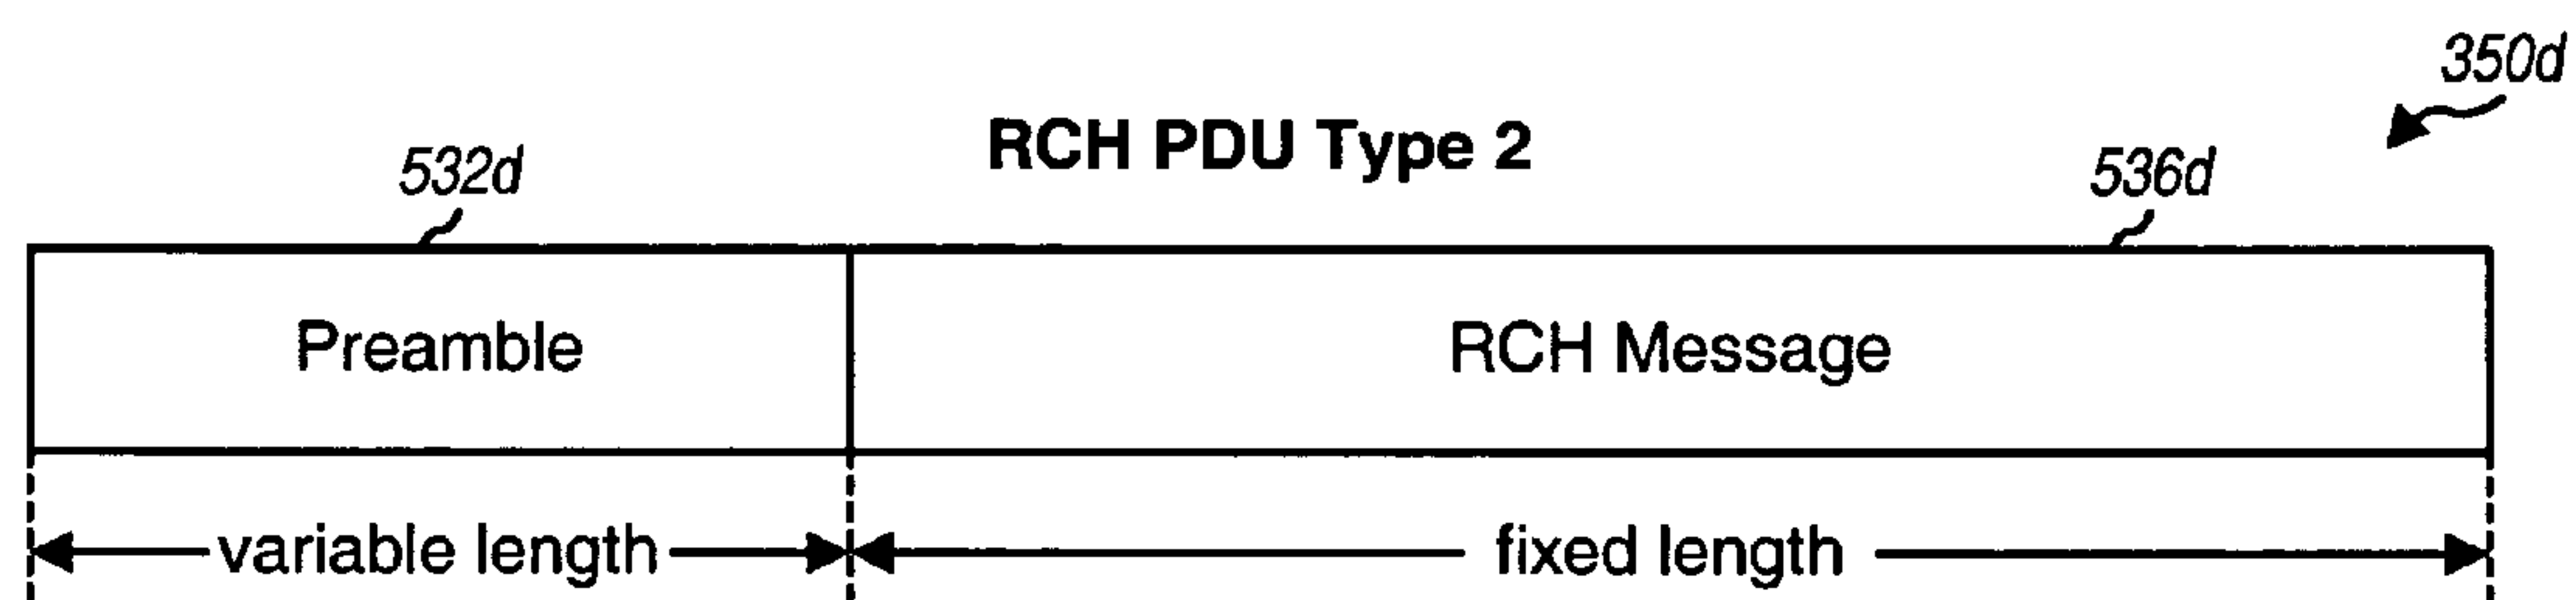 350d
RCH PDU Type 2
532d
536d
Preamble
RCH Message
variable length
fixed length